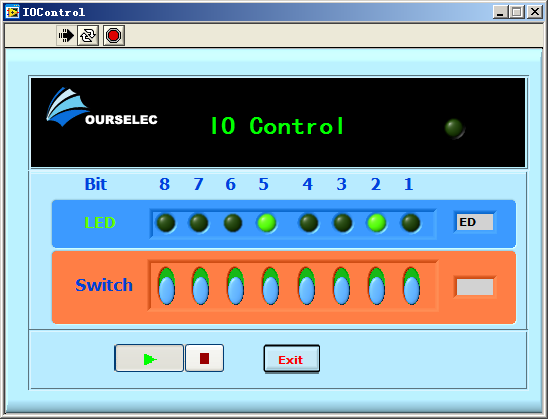 IOControl
OURSELEC
IO Control
Bit 8 7 6 5 4 3 2 1
LED ED
Switch
Exit